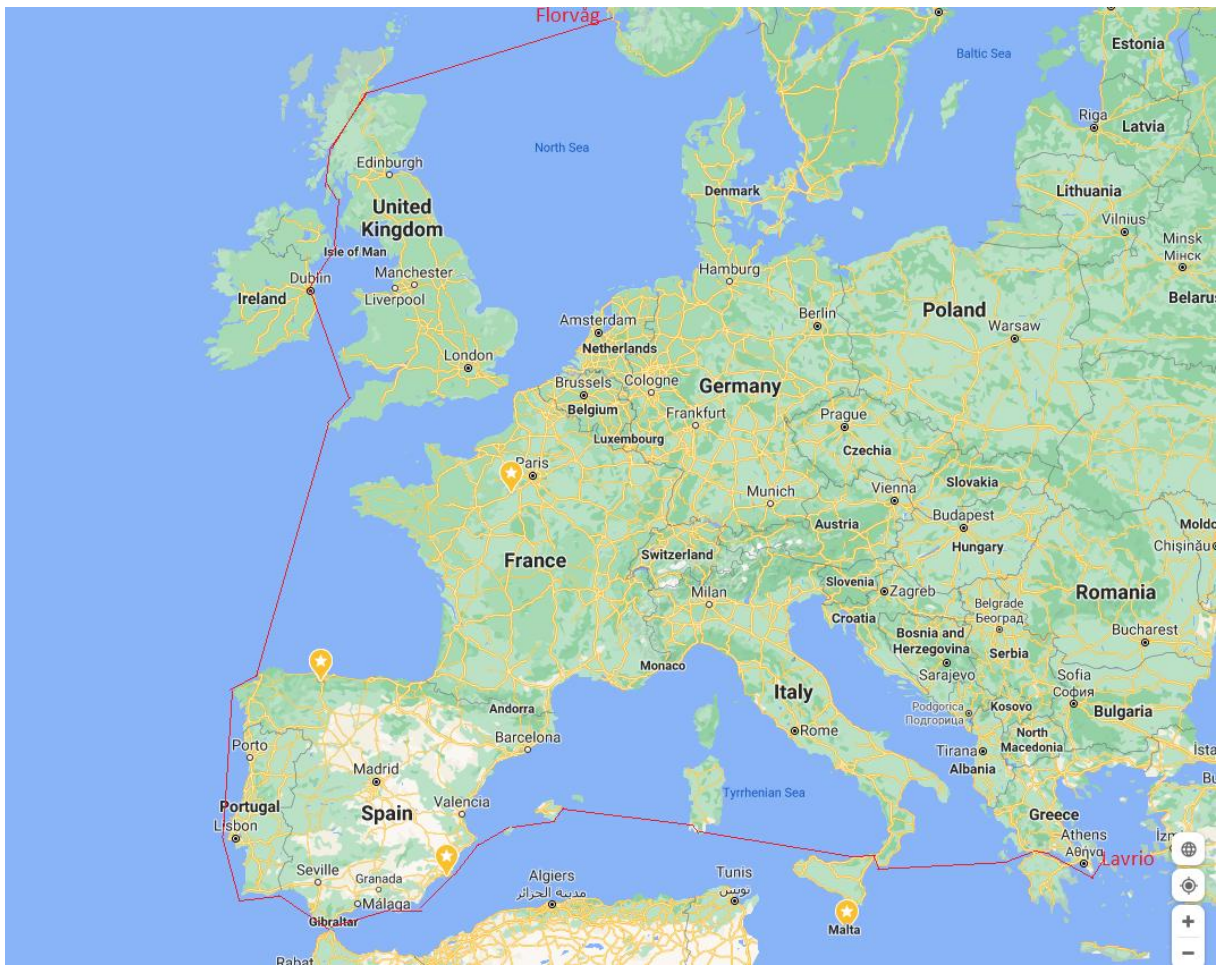 Florvåg
Estonia
Baltic Sea
Riga
Latvia
North Sea
Edinburgh
Denmark
Lithuania
United
Kingdom
Vilnius
Minsk
Мінск
Isle of Man
Hamburg
Dublin
Manchester
Ireland
Liverpool
Belarus
Berlin
Poland
Amsterdam
Warsaw
Netherlands
London
Brussels
Cologne
Germany
Belgium
Frankfurt
Prague
Luxembourg
Czechia
Paris
Slovakia
Munich
Vienna
Budapest
Austria
Moldo
Hungary
Chișinău
France
Switzerland
Slovenia
Zagreb
Milan
Romania
Croatia
Belgrade
Београд
Bosnia and
Herzegovina
Bucharest
Serbia
Monaco
Sarajevo
Italy
Sofia
София
Andorra
Podgorica
Подгорица
Kosovo
Bulgaria
Barcelona
Rome
North
Macedonia
Porto
Tirana
Albania
Madrid
Portugal
Spain
Valencia
Tyrrhenian Sea
Greece
Lisbon
Athens
Αθήνα
Lavrio
Seville
Granada
Málaga
Algiers
مدينة الجزائر
Tunis
تونس
Gibraltar
Malta
Rabat